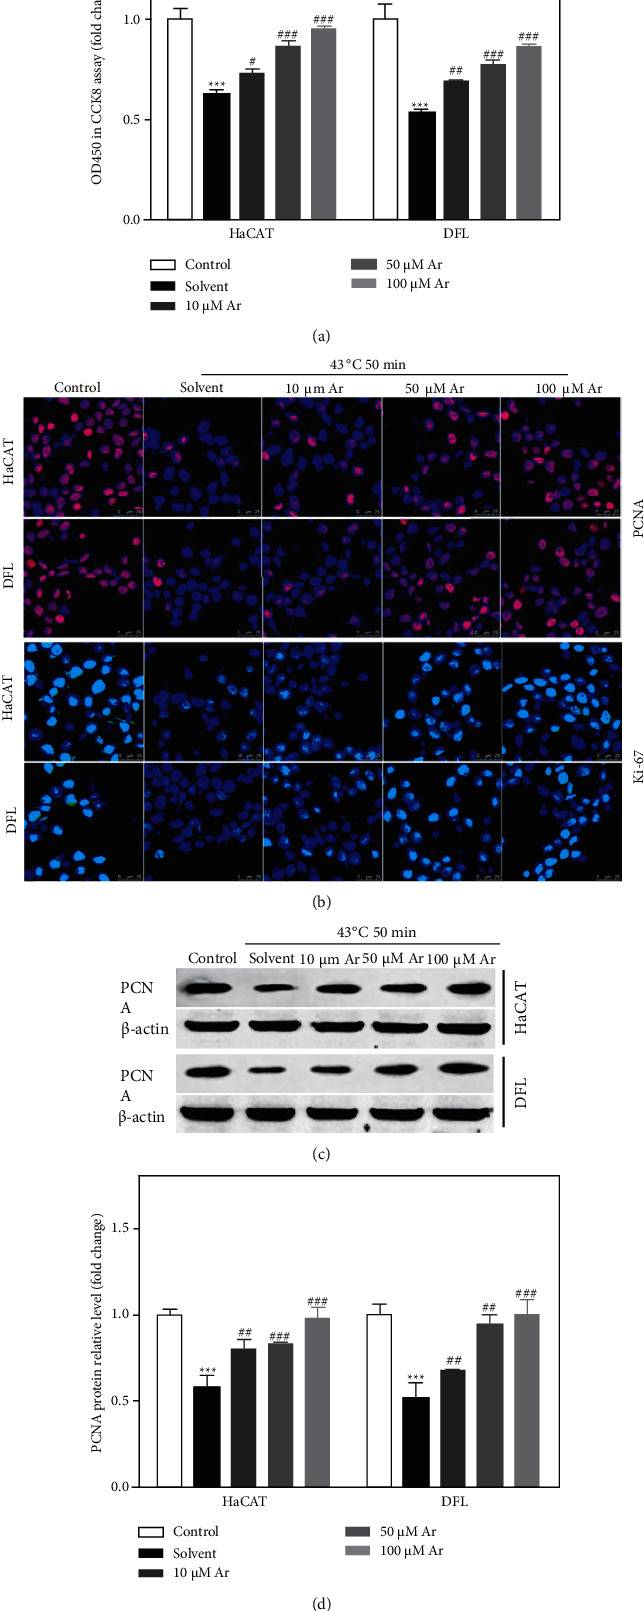 OD450 in CCK8 assay (fold cha
1.0
0.5
0.0
***
#
###
###
***
##
###
###
HaCAT
DFL
Control
Solvent
10 μM Ar
50 μM Ar
100 μM Ar
(a)
43°C 50 min
Control
Solvent
10 μm Ar
50 μM Ar
100 μM Ar
HaCAT
DFL
PCNA
HaCAT
DFL
Ki-67
(b)
43°C 50 min
Control
Solvent
10 μm Ar
50 μM Ar
100 μM Ar
PCN
A
β-actin
HaCAT
PCN
A
β-actin
DFL
(c)
PCNA protein relative level (fold change)
1.5
1.0
0.5
0.0
***
##
###
###
***
##
##
###
HaCAT
DFL
Control
Solvent
10 μM Ar
50 μM Ar
100 μM Ar
(d)